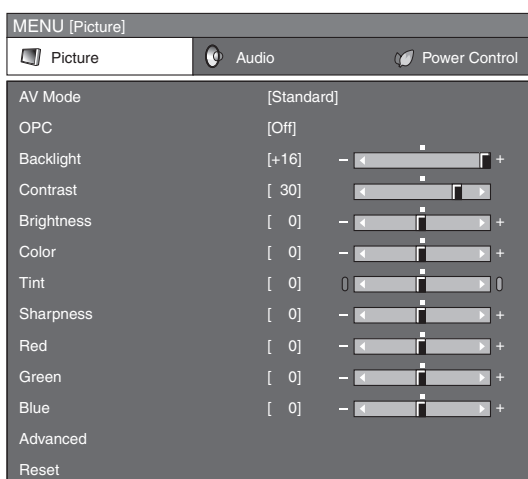 MENU [Picture]
Picture Audio Power Control
AV Mode [Standard]
OPC [Off]
Backlight [+16] – +
Contrast [ 30]
Brightness [ 0] – +
Color [ 0] – +
Tint [ 0]
Sharpness [ 0] – +
Red [ 0] – +
Green [ 0] – +
Blue [ 0] – +
Advanced
Reset